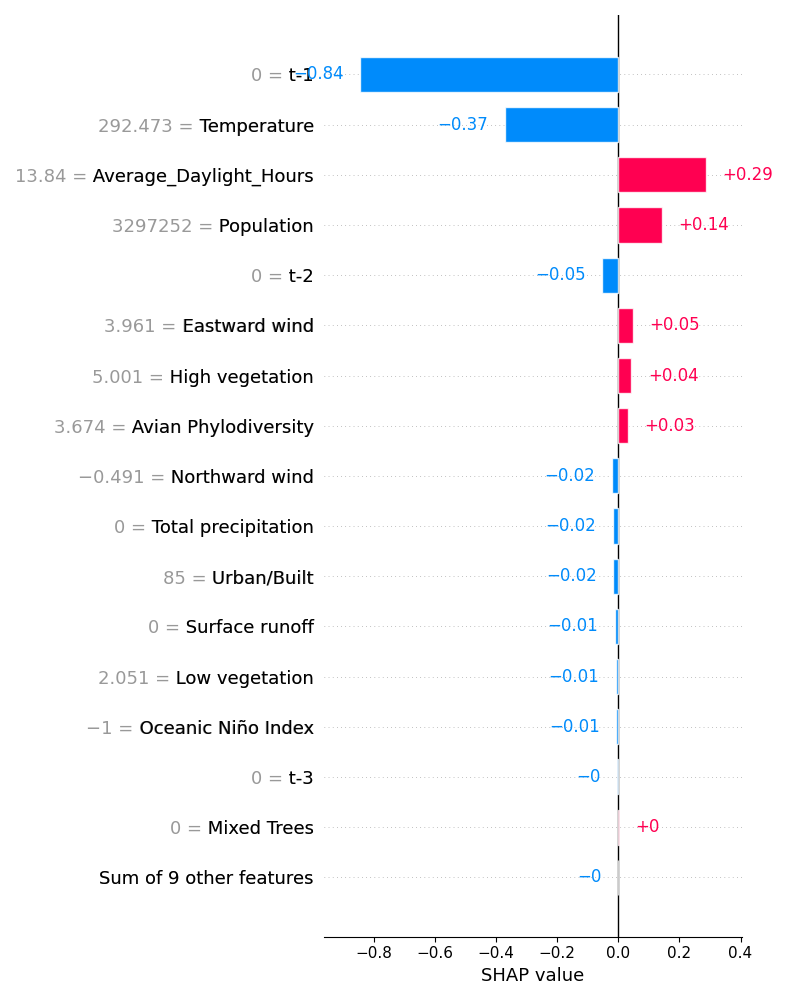 0 = t-1 −0.84
292.473 = Temperature −0.37
13.84 = Average_Daylight_Hours +0.29
3297252 = Population +0.14
0 = t-2 −0.05
3.961 = Eastward wind +0.05
5.001 = High vegetation +0.04
3.674 = Avian Phylodiversity +0.03
−0.491 = Northward wind −0.02
0 = Total precipitation −0.02
85 = Urban/Built −0.02
0 = Surface runoff −0.01
2.051 = Low vegetation −0.01
−1 = Oceanic Niño Index −0.01
0 = t-3 −0
0 = Mixed Trees +0
Sum of 9 other features −0
−0.8 −0.6 −0.4 −0.2 0.0 0.2 0.4
SHAP value